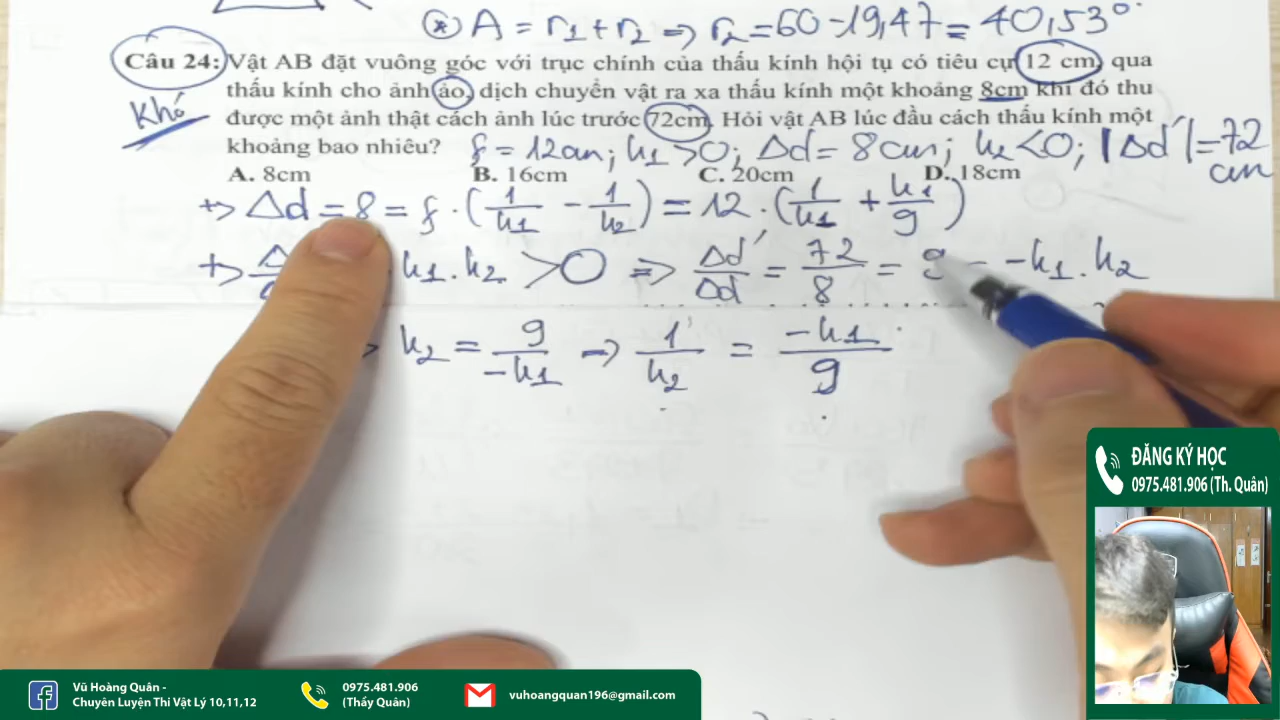 ⊛ A = r₁ + r₂ ⇒ r₂ = 60 - 19,47 = 40,53°.
Câu 24: Vật AB đặt vuông góc với trục chính của thấu kính hội tụ có tiêu cự 12 cm, qua
thấu kính cho ảnh ảo, dịch chuyển vật ra xa thấu kính một khoảng 8cm khi đó thu
Khó
được một ảnh thật cách ảnh lúc trước 72cm. Hỏi vật AB lúc đầu cách thấu kính một
khoảng bao nhiêu? f = 12cm; k₁ > 0; Δd = 8cm; k₂ < 0; |Δd'| = 72 cm
A. 8cm B. 16cm C. 20cm D. 18cm
+> Δd = 8 = f . (1/k₁ - 1/k₂) = 12 . (1/k₁ + k₁/9)
+> k₁ . k₂ > 0 ⇒ Δd'/Δd = 72/8 = 9 = -k₁ . k₂
k₂ = 9/-k₁ → 1/k₂ = -k₁/9
ĐĂNG KÝ HỌC
0975.481.906 (Th. Quân)
Vũ Hoàng Quân -
Chuyên Luyện Thi Vật Lý 10,11,12
0975.481.906
(Thầy Quân)
vuhoangquan196@gmail.com